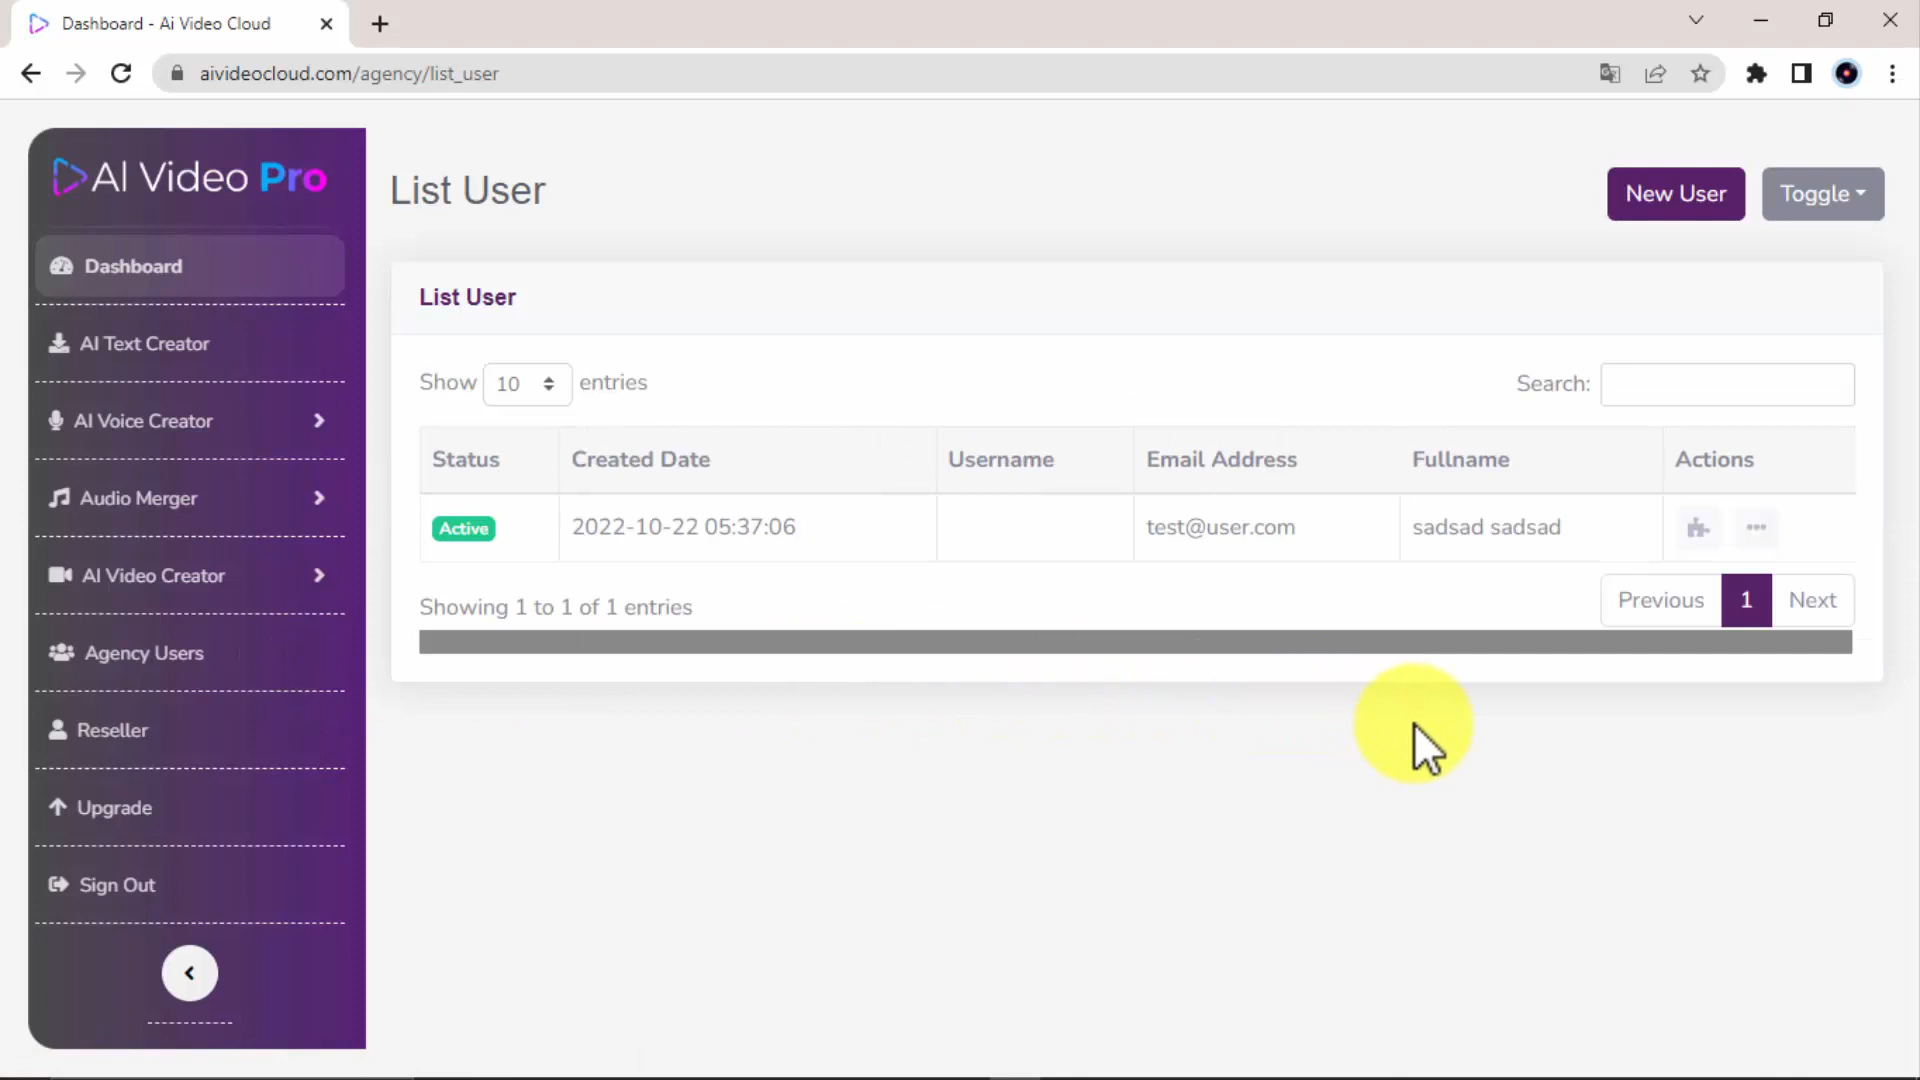 Dashboard - Ai Video Cloud
aivideocloud.com/agency/list_user
AI Video Pro
List User
New User
Toggle
Dashboard
List User
AI Text Creator
Show 10 entries
Search:
AI Voice Creator
Status Created Date Username Email Address Fullname Actions
Audio Merger
Active 2022-10-22 05:37:06 test@user.com sadsad sadsad
AI Video Creator
Showing 1 to 1 of 1 entries
Previous 1 Next
Agency Users
Reseller
Upgrade
Sign Out